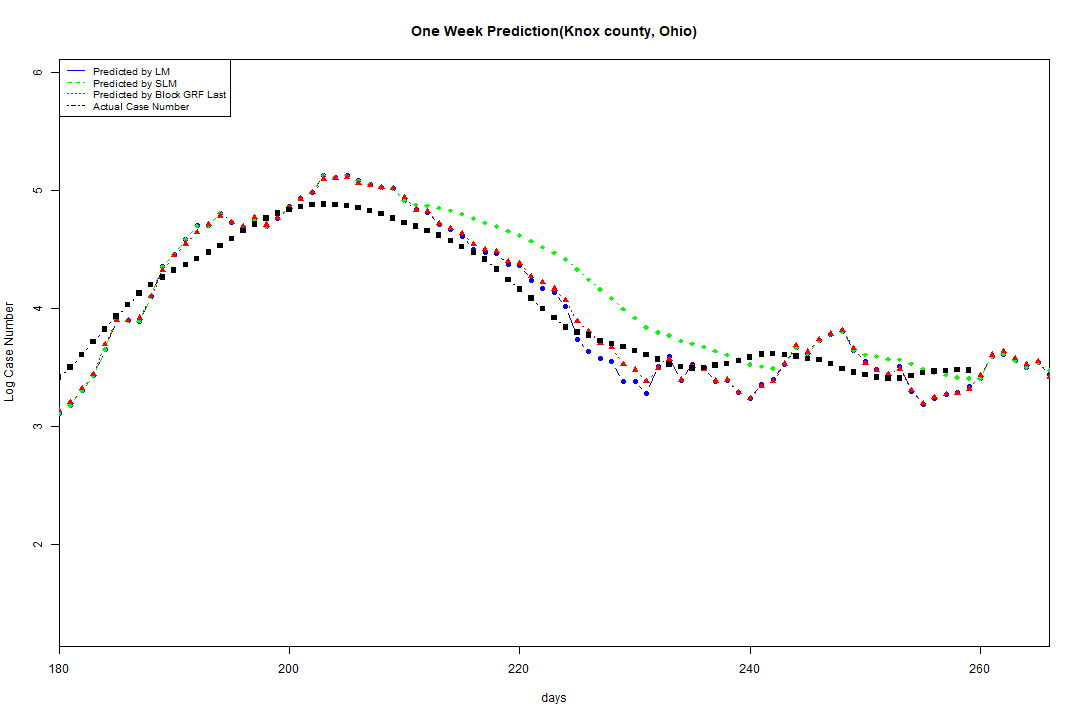 One Week Prediction(Knox county, Ohio)
Predicted by LM
Predicted by SLM
Predicted by Block GRF Last
Actual Case Number
6
5
4
3
2
Log Case Number
180 200 220 240 260
days